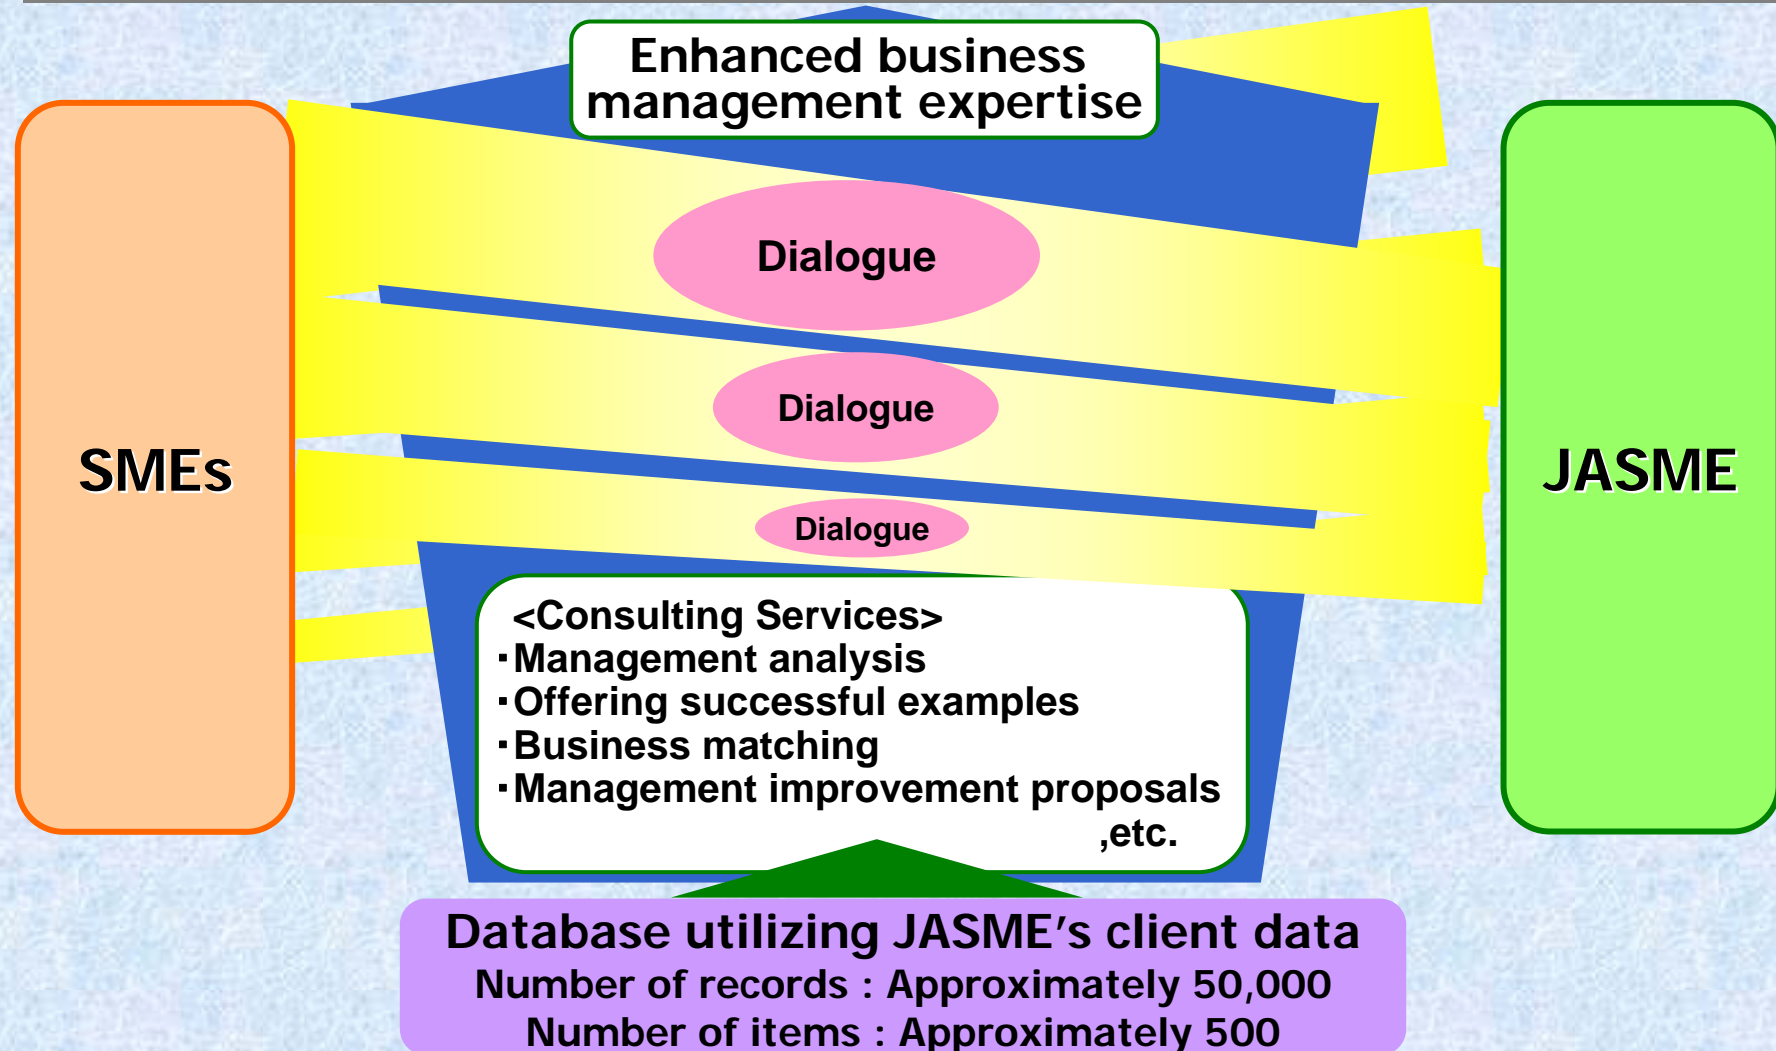 Enhanced business
management expertise
Dialogue
Dialogue
Dialogue
SMEs
JASME
<Consulting Services>
･Management analysis
･Offering successful examples
･Business matching
･Management improvement proposals
,etc.
Database utilizing JASME’s client data
Number of records : Approximately 50,000
Number of items : Approximately 500